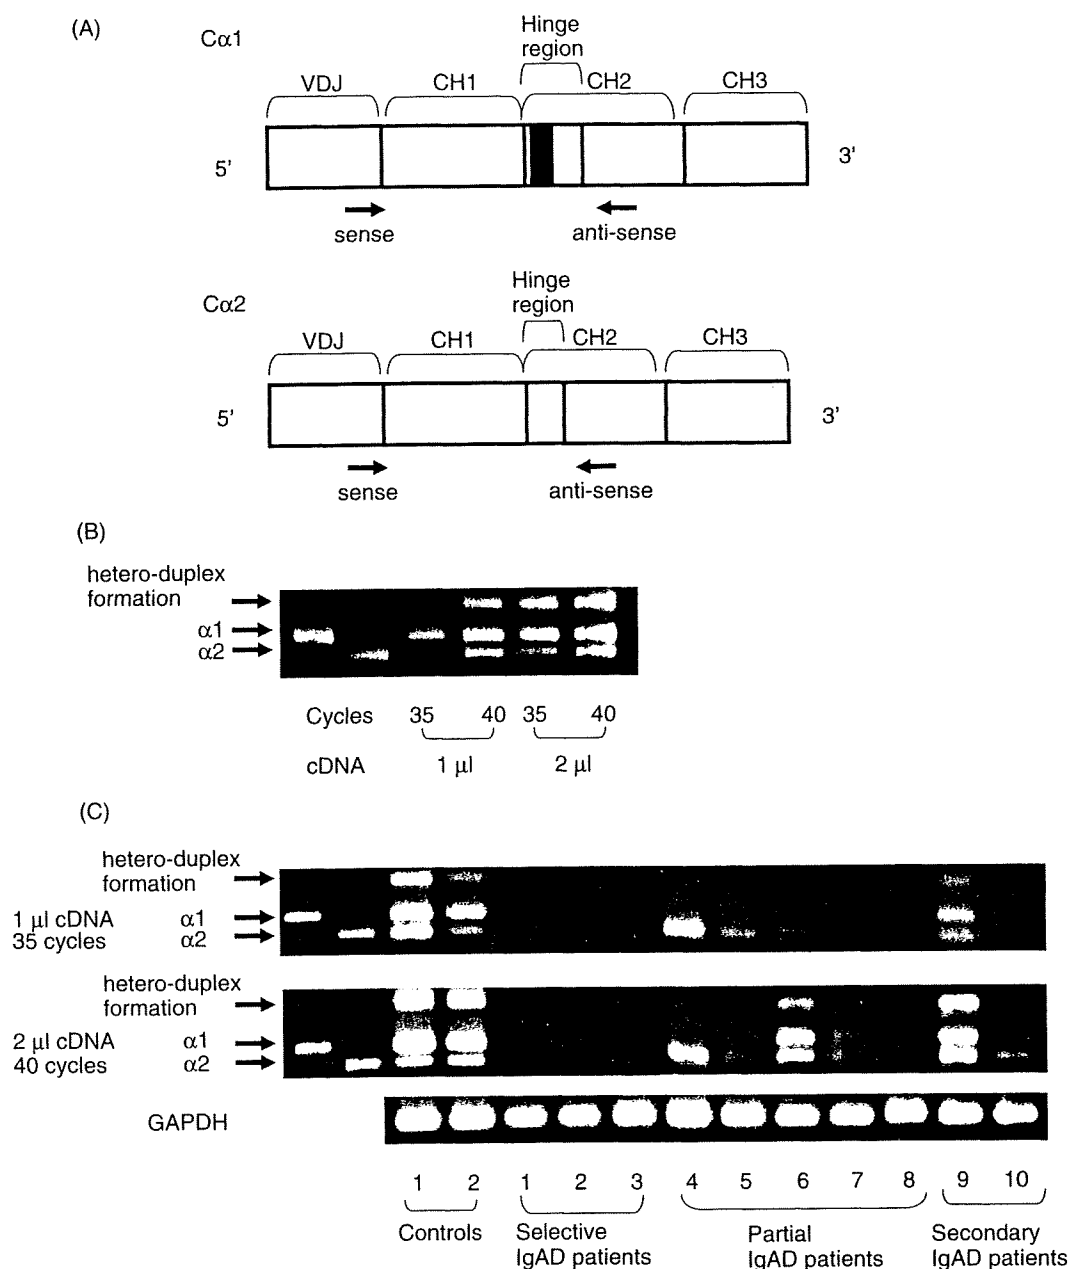 (A)
Cα1
Hinge
region
VDJ
CH1
CH2
CH3
5'
3'
sense
anti-sense
Cα2
Hinge
region
VDJ
CH1
CH2
CH3
5'
3'
sense
anti-sense
(B)
hetero-duplex
formation
α1
α2
Cycles 35 40 35 40
cDNA 1 μl 2 μl
(C)
hetero-duplex
formation
1 μl cDNA α1
35 cycles α2
hetero-duplex
formation
2 μl cDNA α1
40 cycles α2
GAPDH
1 2 1 2 3 4 5 6 7 8 9 10
Controls Selective Partial Secondary
IgAD patients IgAD patients IgAD patients